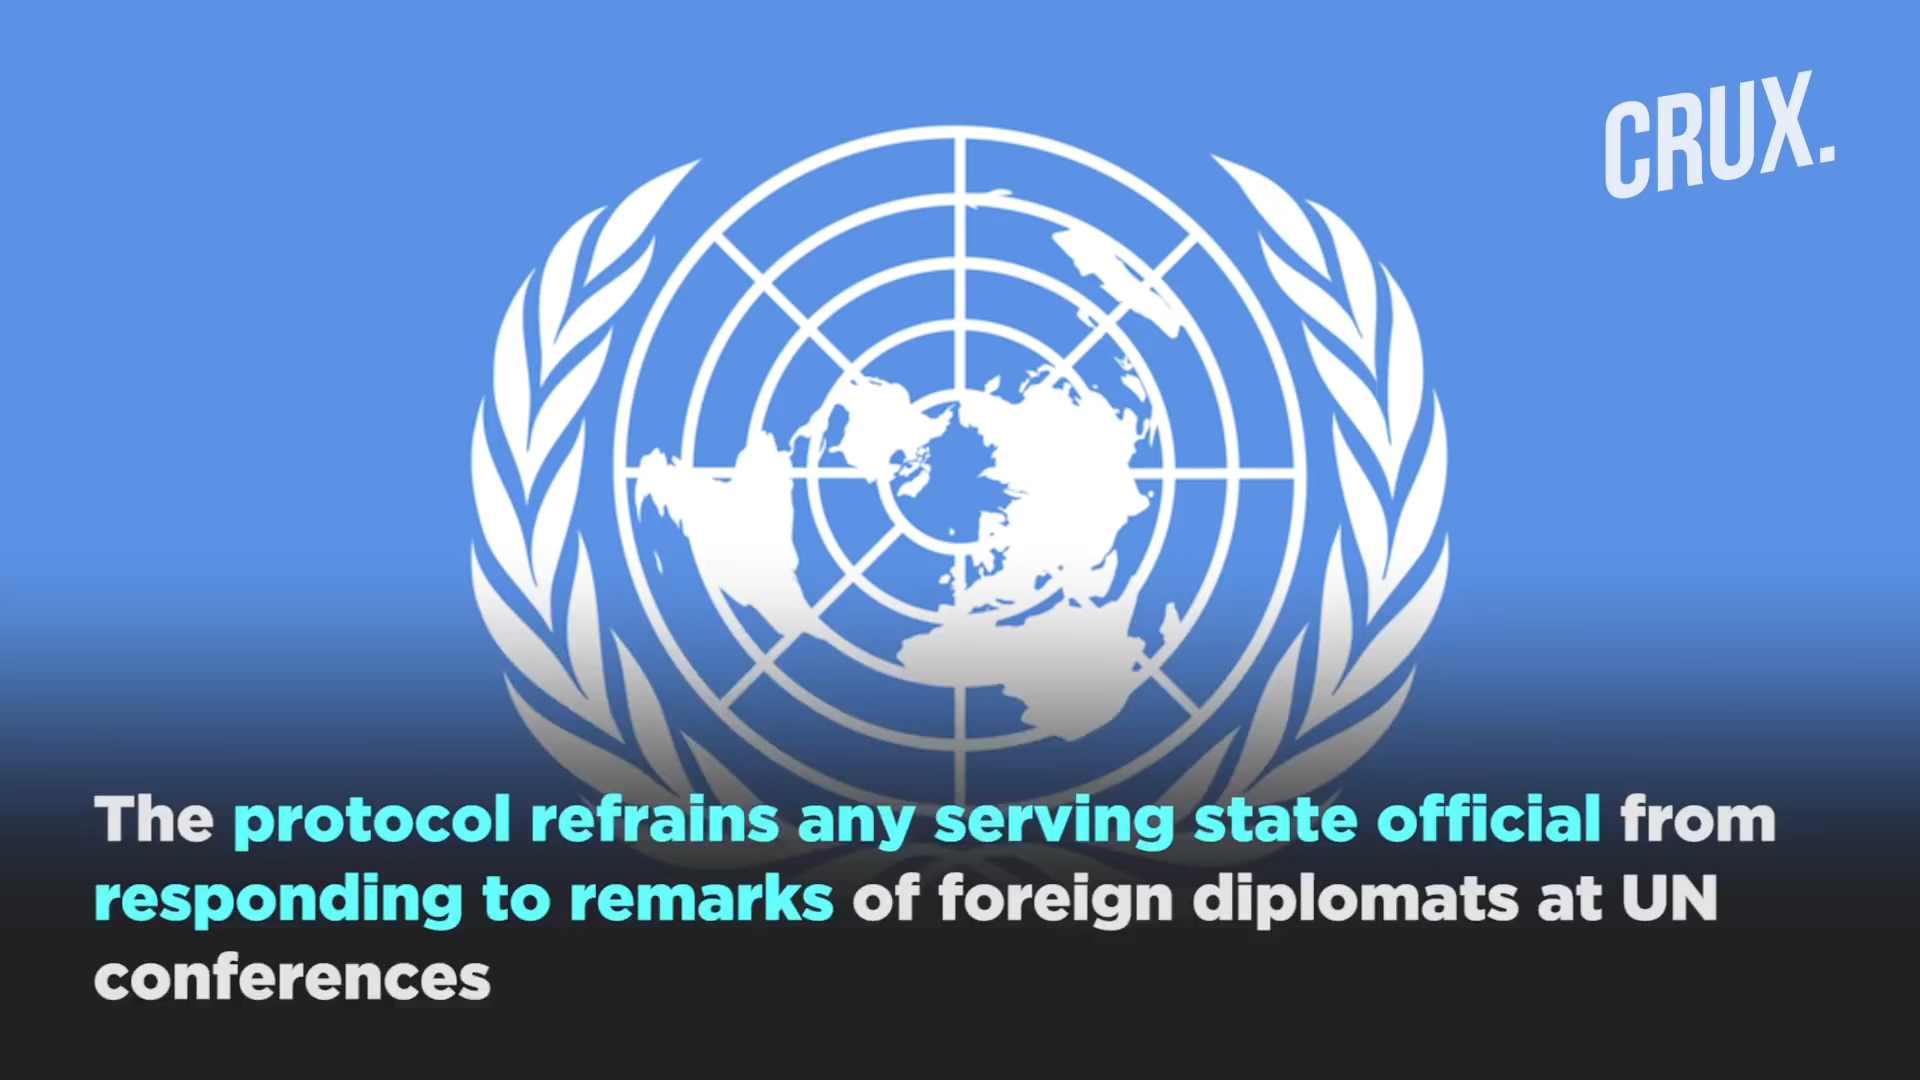 CRUX.
The protocol refrains any serving state official from
responding to remarks of foreign diplomats at UN
conferences